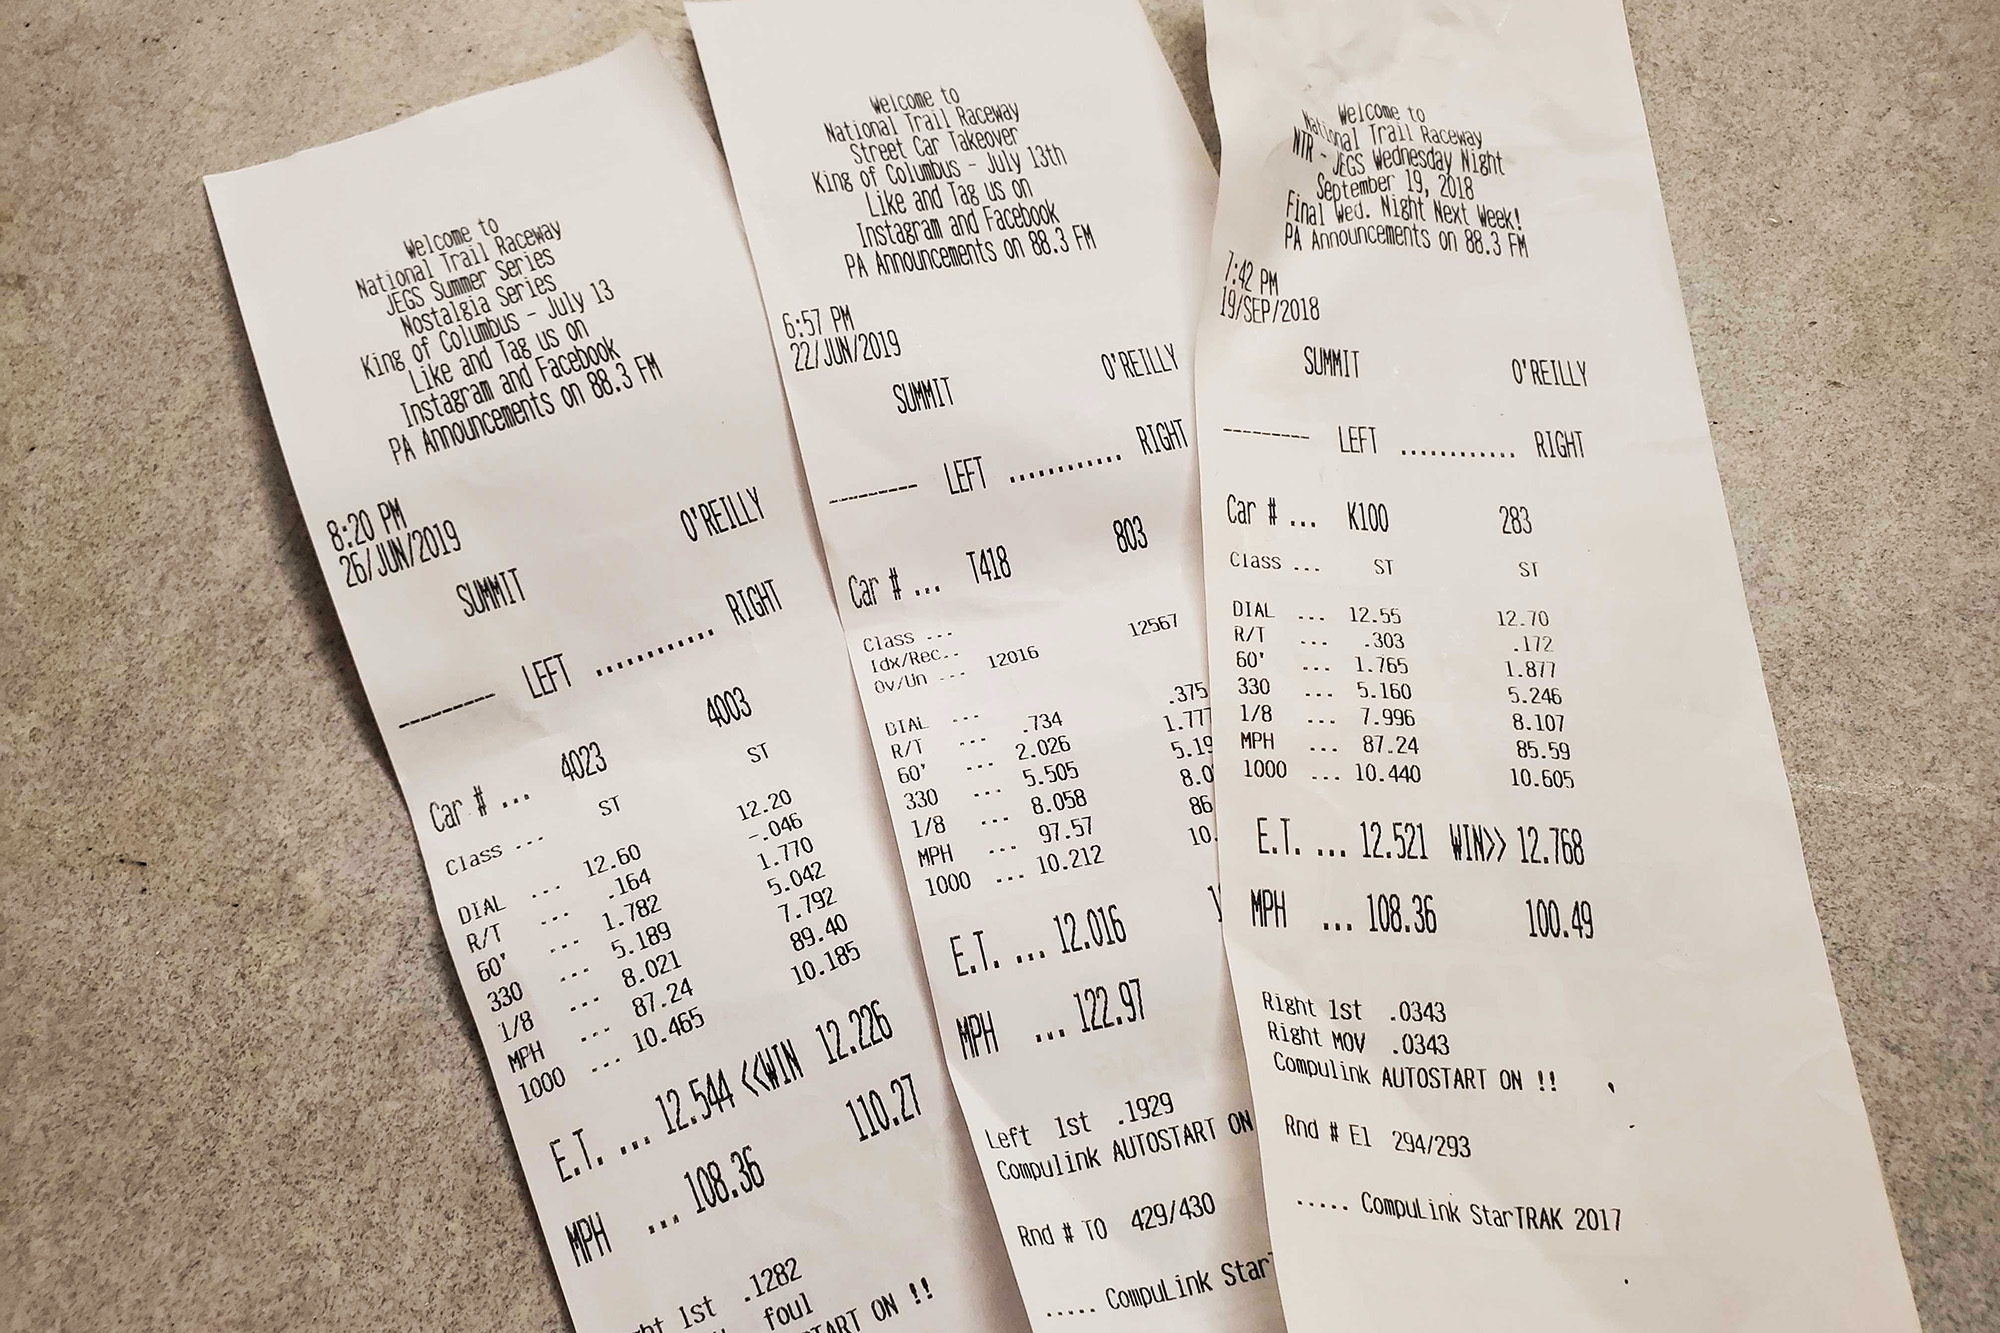 Welcome to
National Trail Raceway
JEGS Summer Series
Nostalgia Series
King of Columbus - July 13
Like and Tag us on
Instagram and Facebook
PA Announcements on 88.3 FM
8:20 PM
26/JUN/2019
SUMMIT O'REILLY
--------- LEFT ............ RIGHT
Car # ... 4023 4003
Class ... ST ST
DIAL ... 12.60 12.20
R/T ... .164 -.046
60' ... 1.782 1.770
330 ... 5.189 5.042
1/8 ... 8.021 7.792
MPH ... 87.24 89.40
1000 ... 10.465 10.185
E.T. ... 12.544 <<WIN 12.226
MPH ... 108.36 110.27
1st .1282
foul
ON !!
Welcome to
National Trail Raceway
Street Car Takeover
King of Columbus - July 13th
Like and Tag us on
Instagram and Facebook
PA Announcements on 88.3 FM
6:57 PM
22/JUN/2019
SUMMIT O'REILLY
--------- LEFT ............ RIGHT
Car # ... T418 803
Class ...
Idx/Rec.. 12567
Ov/Un ... 12016
DIAL ...
R/T ... .734 .375
60' ... 2.026 1.777
330 ... 5.505 5.19
1/8 ... 8.058 8.0
MPH ... 97.57 86
1000 ... 10.212 10.
E.T. ... 12.016
MPH ... 122.97
Left 1st .1929
Compulink AUTOSTART ON
Rnd # TO 429/430
..... CompuLink Star
Welcome to
National Trail Raceway
NTR - JEGS Wednesday Night
September 19, 2018
Final Wed. Night Next Week!
PA Announcements on 88.3 FM
7:42 PM
19/SEP/2018
SUMMIT O'REILLY
--------- LEFT ............ RIGHT
Car # ... K100 283
Class ... ST ST
DIAL ... 12.55 12.70
R/T ... .303 .172
60' ... 1.765 1.877
330 ... 5.160 5.246
1/8 ... 7.996 8.107
MPH ... 87.24 85.59
1000 ... 10.440 10.605
E.T. ... 12.521 WIN>> 12.768
MPH ... 108.36 100.49
Right 1st .0343
Right MOV .0343
Compulink AUTOSTART ON !!
Rnd # E1 294/293
..... CompuLink StarTRAK 2017